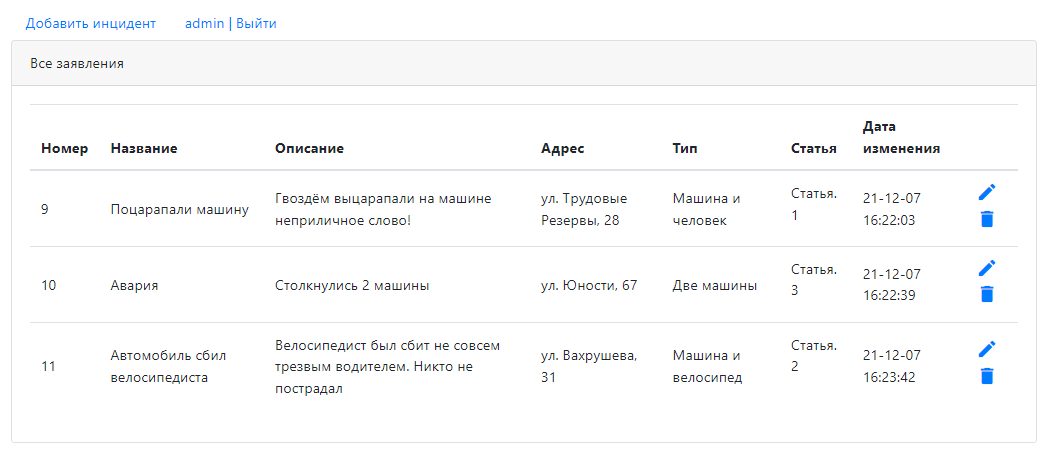 Добавить инцидент admin | Выйти
Все заявления
Номер Название Описание Адрес Тип Статья Дата изменения
9 Поцарапали машину Гвоздём выцарапали на машине неприличное слово! ул. Трудовые Резервы, 28 Машина и человек Статья. 1 21-12-07 16:22:03
10 Авария Столкнулись 2 машины ул. Юности, 67 Две машины Статья. 3 21-12-07 16:22:39
11 Автомобиль сбил велосипедиста Велосипедист был сбит не совсем трезвым водителем. Никто не пострадал ул. Вахрушева, 31 Машина и велосипед Статья. 2 21-12-07 16:23:42